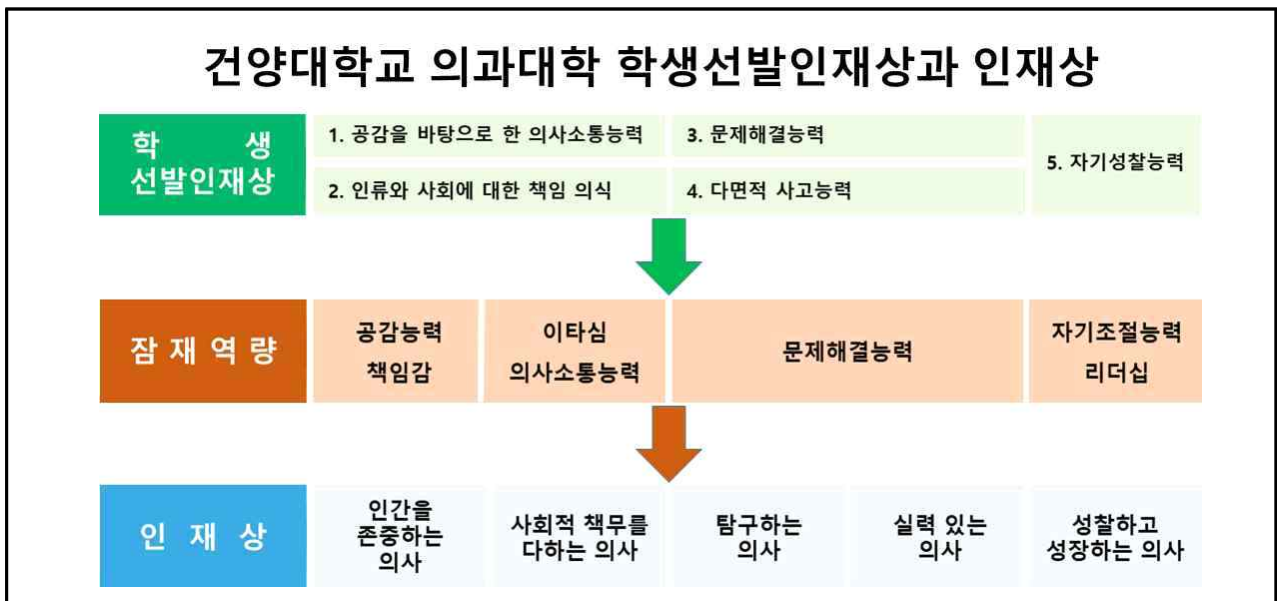 건양대학교 의과대학 학생선발인재상과 인재상
학 생
선발인재상
1. 공감을 바탕으로 한 의사소통능력
2. 인류와 사회에 대한 책임 의식
3. 문제해결능력
4. 다면적 사고능력
5. 자기성찰능력
잠 재 역 량
공감능력
책임감
이타심
의사소통능력
문제해결능력
자기조절능력
리더십
인 재 상
인간을
존중하는
의사
사회적 책무를
다하는 의사
탐구하는
의사
실력 있는
의사
성찰하고
성장하는 의사